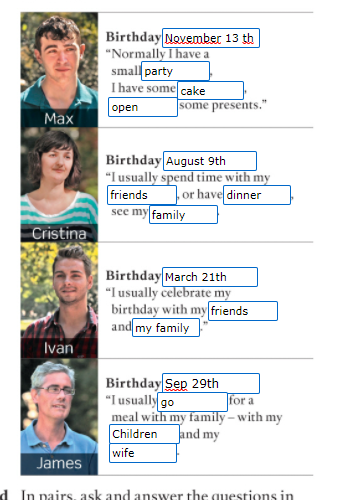 Birthday November 13 th
"Normally I have a
small party,
I have some cake,
open some presents."
Max
Birthday August 9th
"I usually spend time with my
friends, or have dinner,
see my family.
Cristina
Birthday March 21th
"I usually celebrate my
birthday with my friends
and my family."
Ivan
Birthday Sep 29th
"I usually go for a
meal with my family – with my
Children and my
wife.
James
d In pairs, ask and answer the questions in